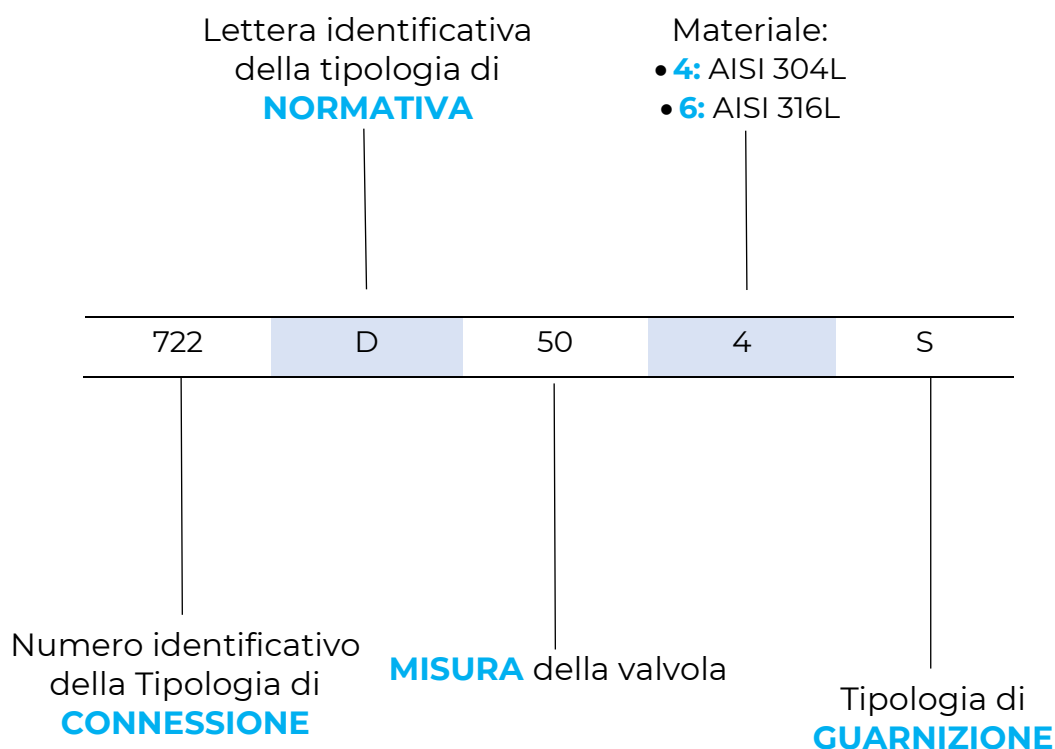 Lettera identificativa
della tipologia di
NORMATIVA
Materiale:
• 4: AISI 304L
• 6: AISI 316L
722 D 50 4 S
Numero identificativo
della Tipologia di
CONNESSIONE
MISURA della valvola
Tipologia di
GUARNIZIONE